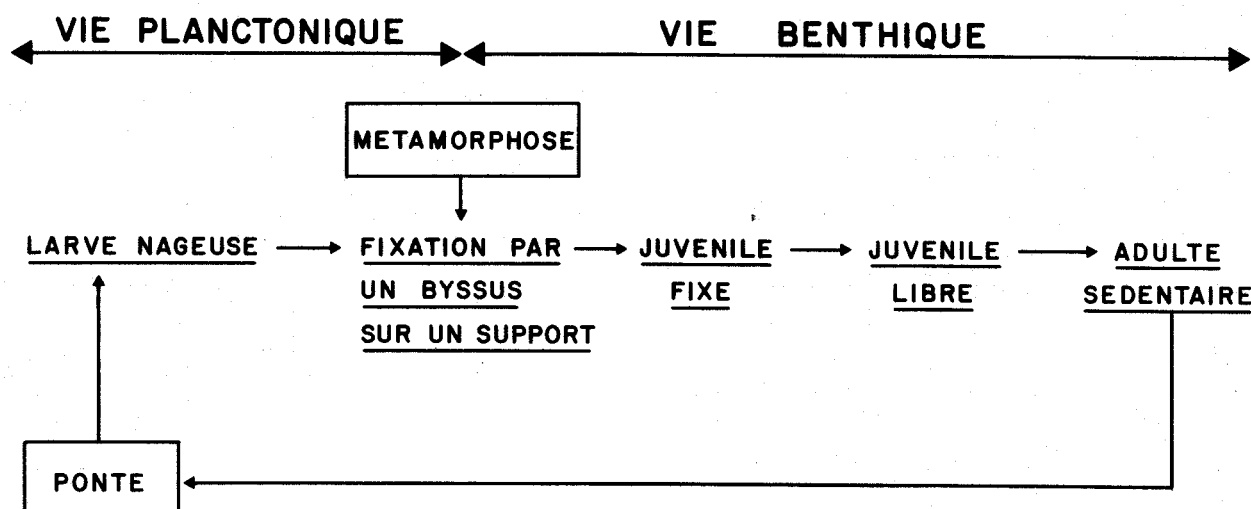 VIE PLANCTONIQUE
VIE BENTHIQUE
METAMORPHOSE
LARVE NAGEUSE
FIXATION PAR
UN BYSSUS
SUR UN SUPPORT
JUVENILE
FIXE
JUVENILE
LIBRE
ADULTE
SEDENTAIRE
PONTE